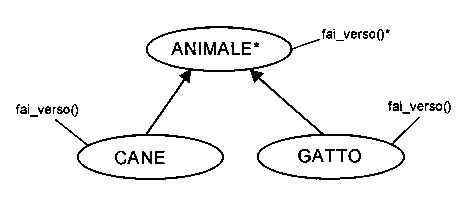 fai_verso()*
ANIMALE*
fai_verso()
fai_verso()
CANE
GATTO